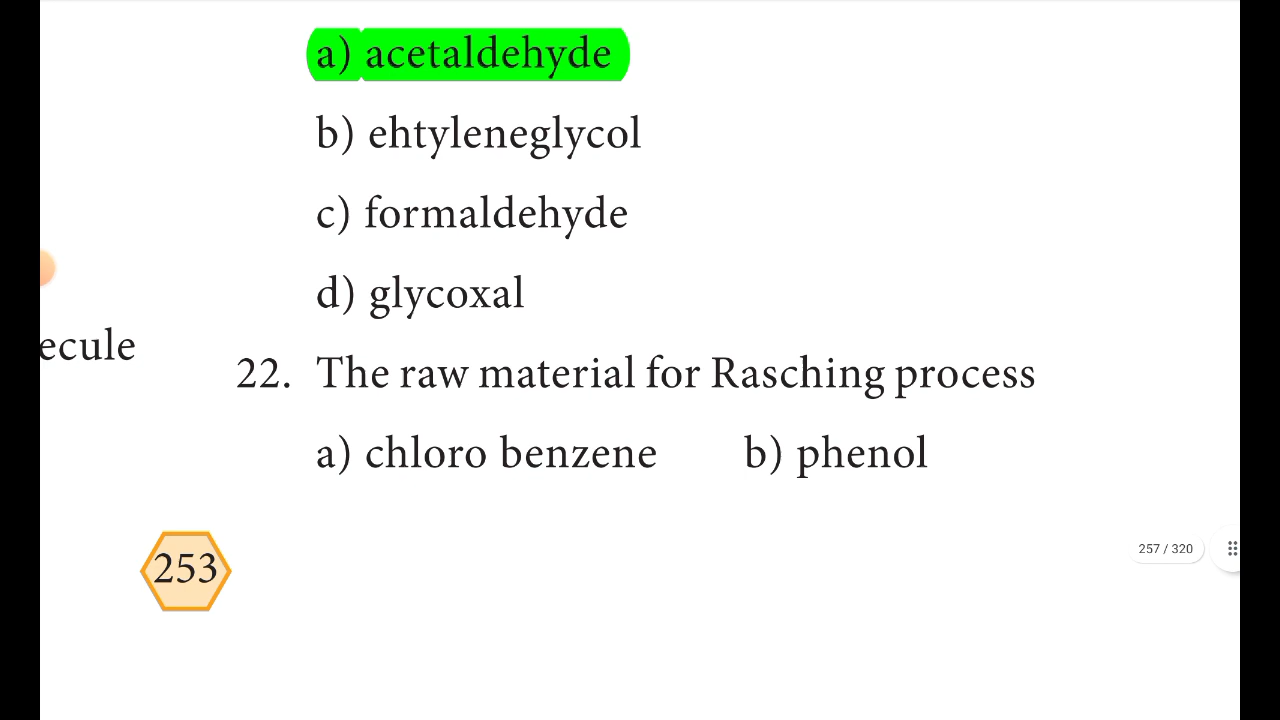 a) acetaldehyde
b) ehtyleneglycol
c) formaldehyde
d) glycoxal
ecule
22. The raw material for Rasching process
a) chloro benzene b) phenol
257 / 320
253